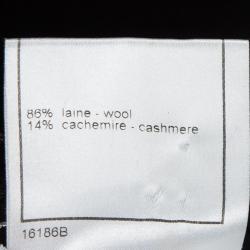 86% laine - wool
14% cachemire - cashmere
16186B